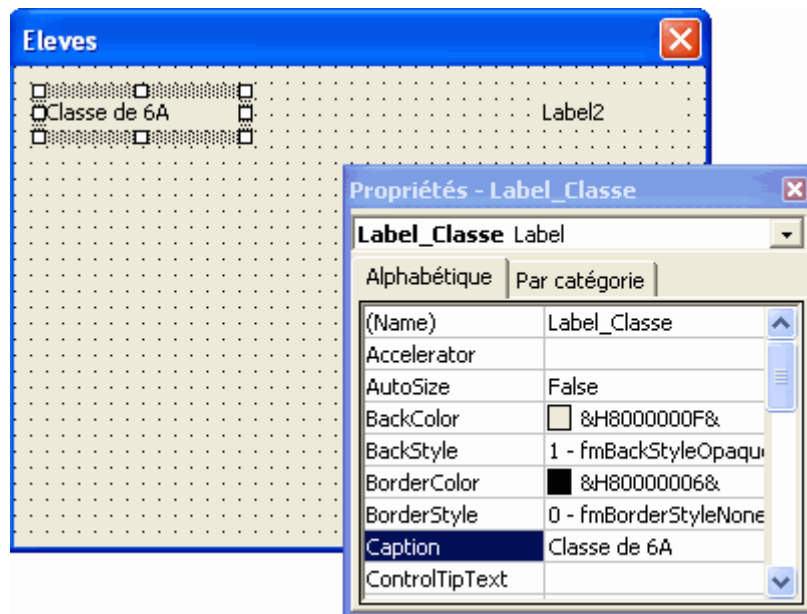 Eleves
Classe de 6A
Label2
Propriétés - Label_Classe
Label_Classe Label
Alphabétique Par catégorie
(Name) Label_Classe
Accelerator
AutoSize False
BackColor &H8000000F&
BackStyle 1 - fmBackStyleOpaqu
BorderColor &H80000006&
BorderStyle 0 - fmBorderStyleNone
Caption Classe de 6A
ControlTipText